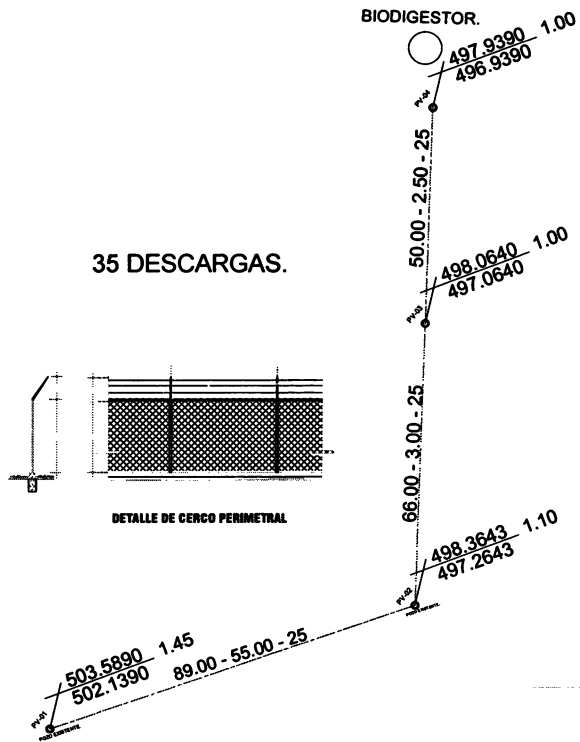 BIODIGESTOR.
497.9390 1.00
496.9390
PV-04
50.00 - 2.50 - 25
35 DESCARGAS.
498.0640 1.00
497.0640
PV-03
66.00 - 3.00 - 25
DETALLE DE CERCO PERIMETRAL
498.3643 1.10
497.2643
PV-02
POZO EXISTENTE.
503.5890 1.45
502.1390
89.00 - 55.00 - 25
PV-01
POZO EXISTENTE.